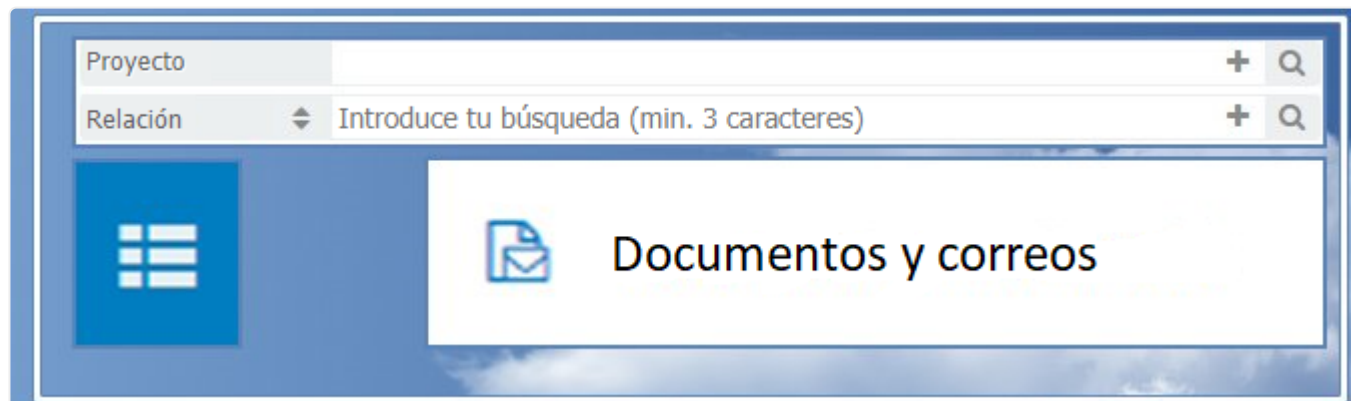 Proyecto
Relación Introduce tu búsqueda (min. 3 caracteres)
Documentos y correos